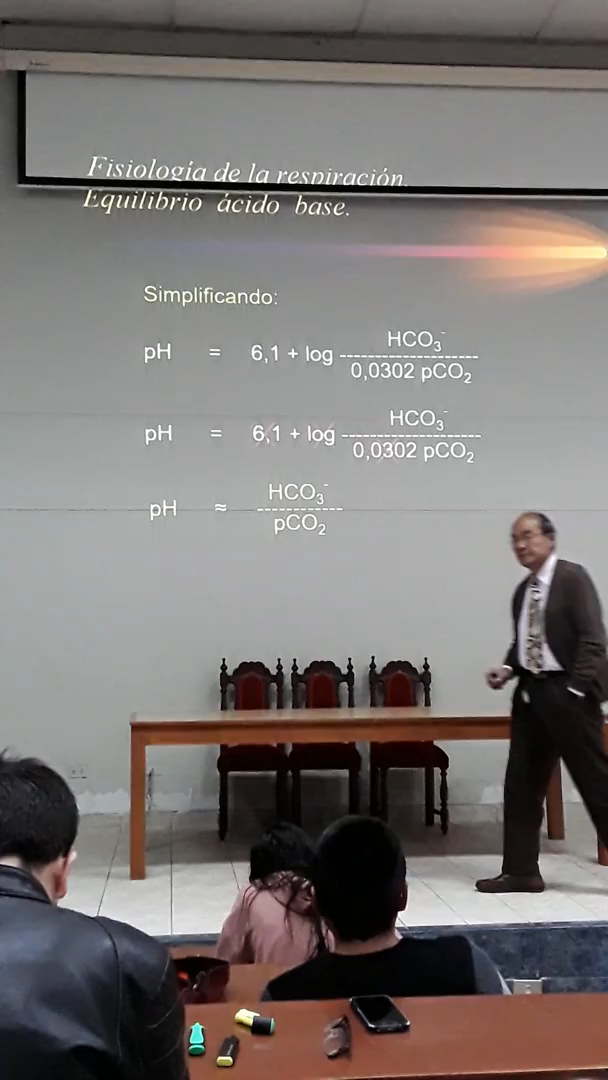 Fisiología de la respiración.
Equilibrio ácido base.
Simplificando:
pH = 6,1 + log HCO₃⁻
0,0302 pCO₂
pH = 6,1 + log HCO₃⁻
0,0302 pCO₂
pH ≈ HCO₃⁻
pCO₂